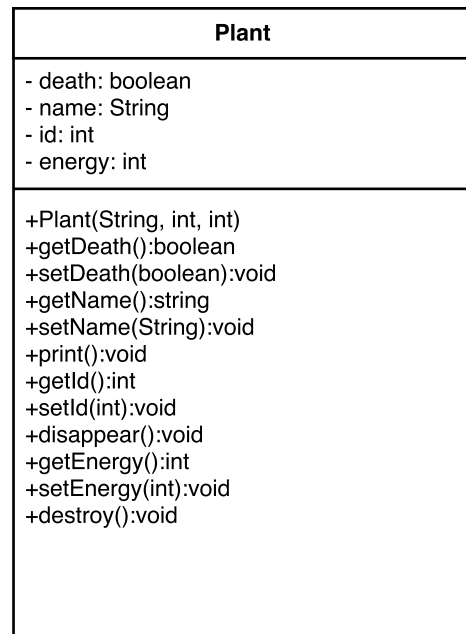 Plant
- death: boolean
- name: String
- id: int
- energy: int
+Plant(String, int, int)
+getDeath():boolean
+setDeath(boolean):void
+getName():string
+setName(String):void
+print():void
+getId():int
+setId(int):void
+disappear():void
+getEnergy():int
+setEnergy(int):void
+destroy():void